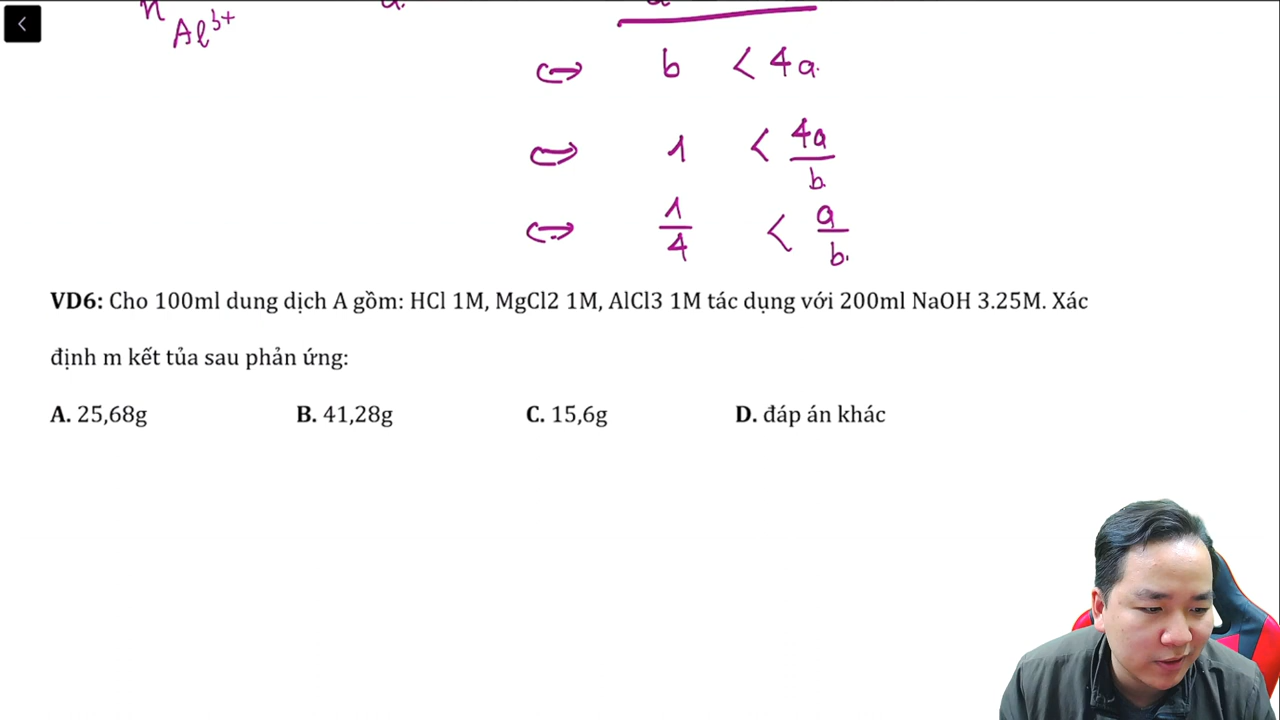 n Al³⁺
⇔ b < 4a
⇔ 1 < 4a/b
⇔ 1/4 < a/b.
VD6: Cho 100ml dung dịch A gồm: HCl 1M, MgCl2 1M, AlCl3 1M tác dụng với 200ml NaOH 3.25M. Xác
định m kết tủa sau phản ứng:
A. 25,68g B. 41,28g C. 15,6g D. đáp án khác